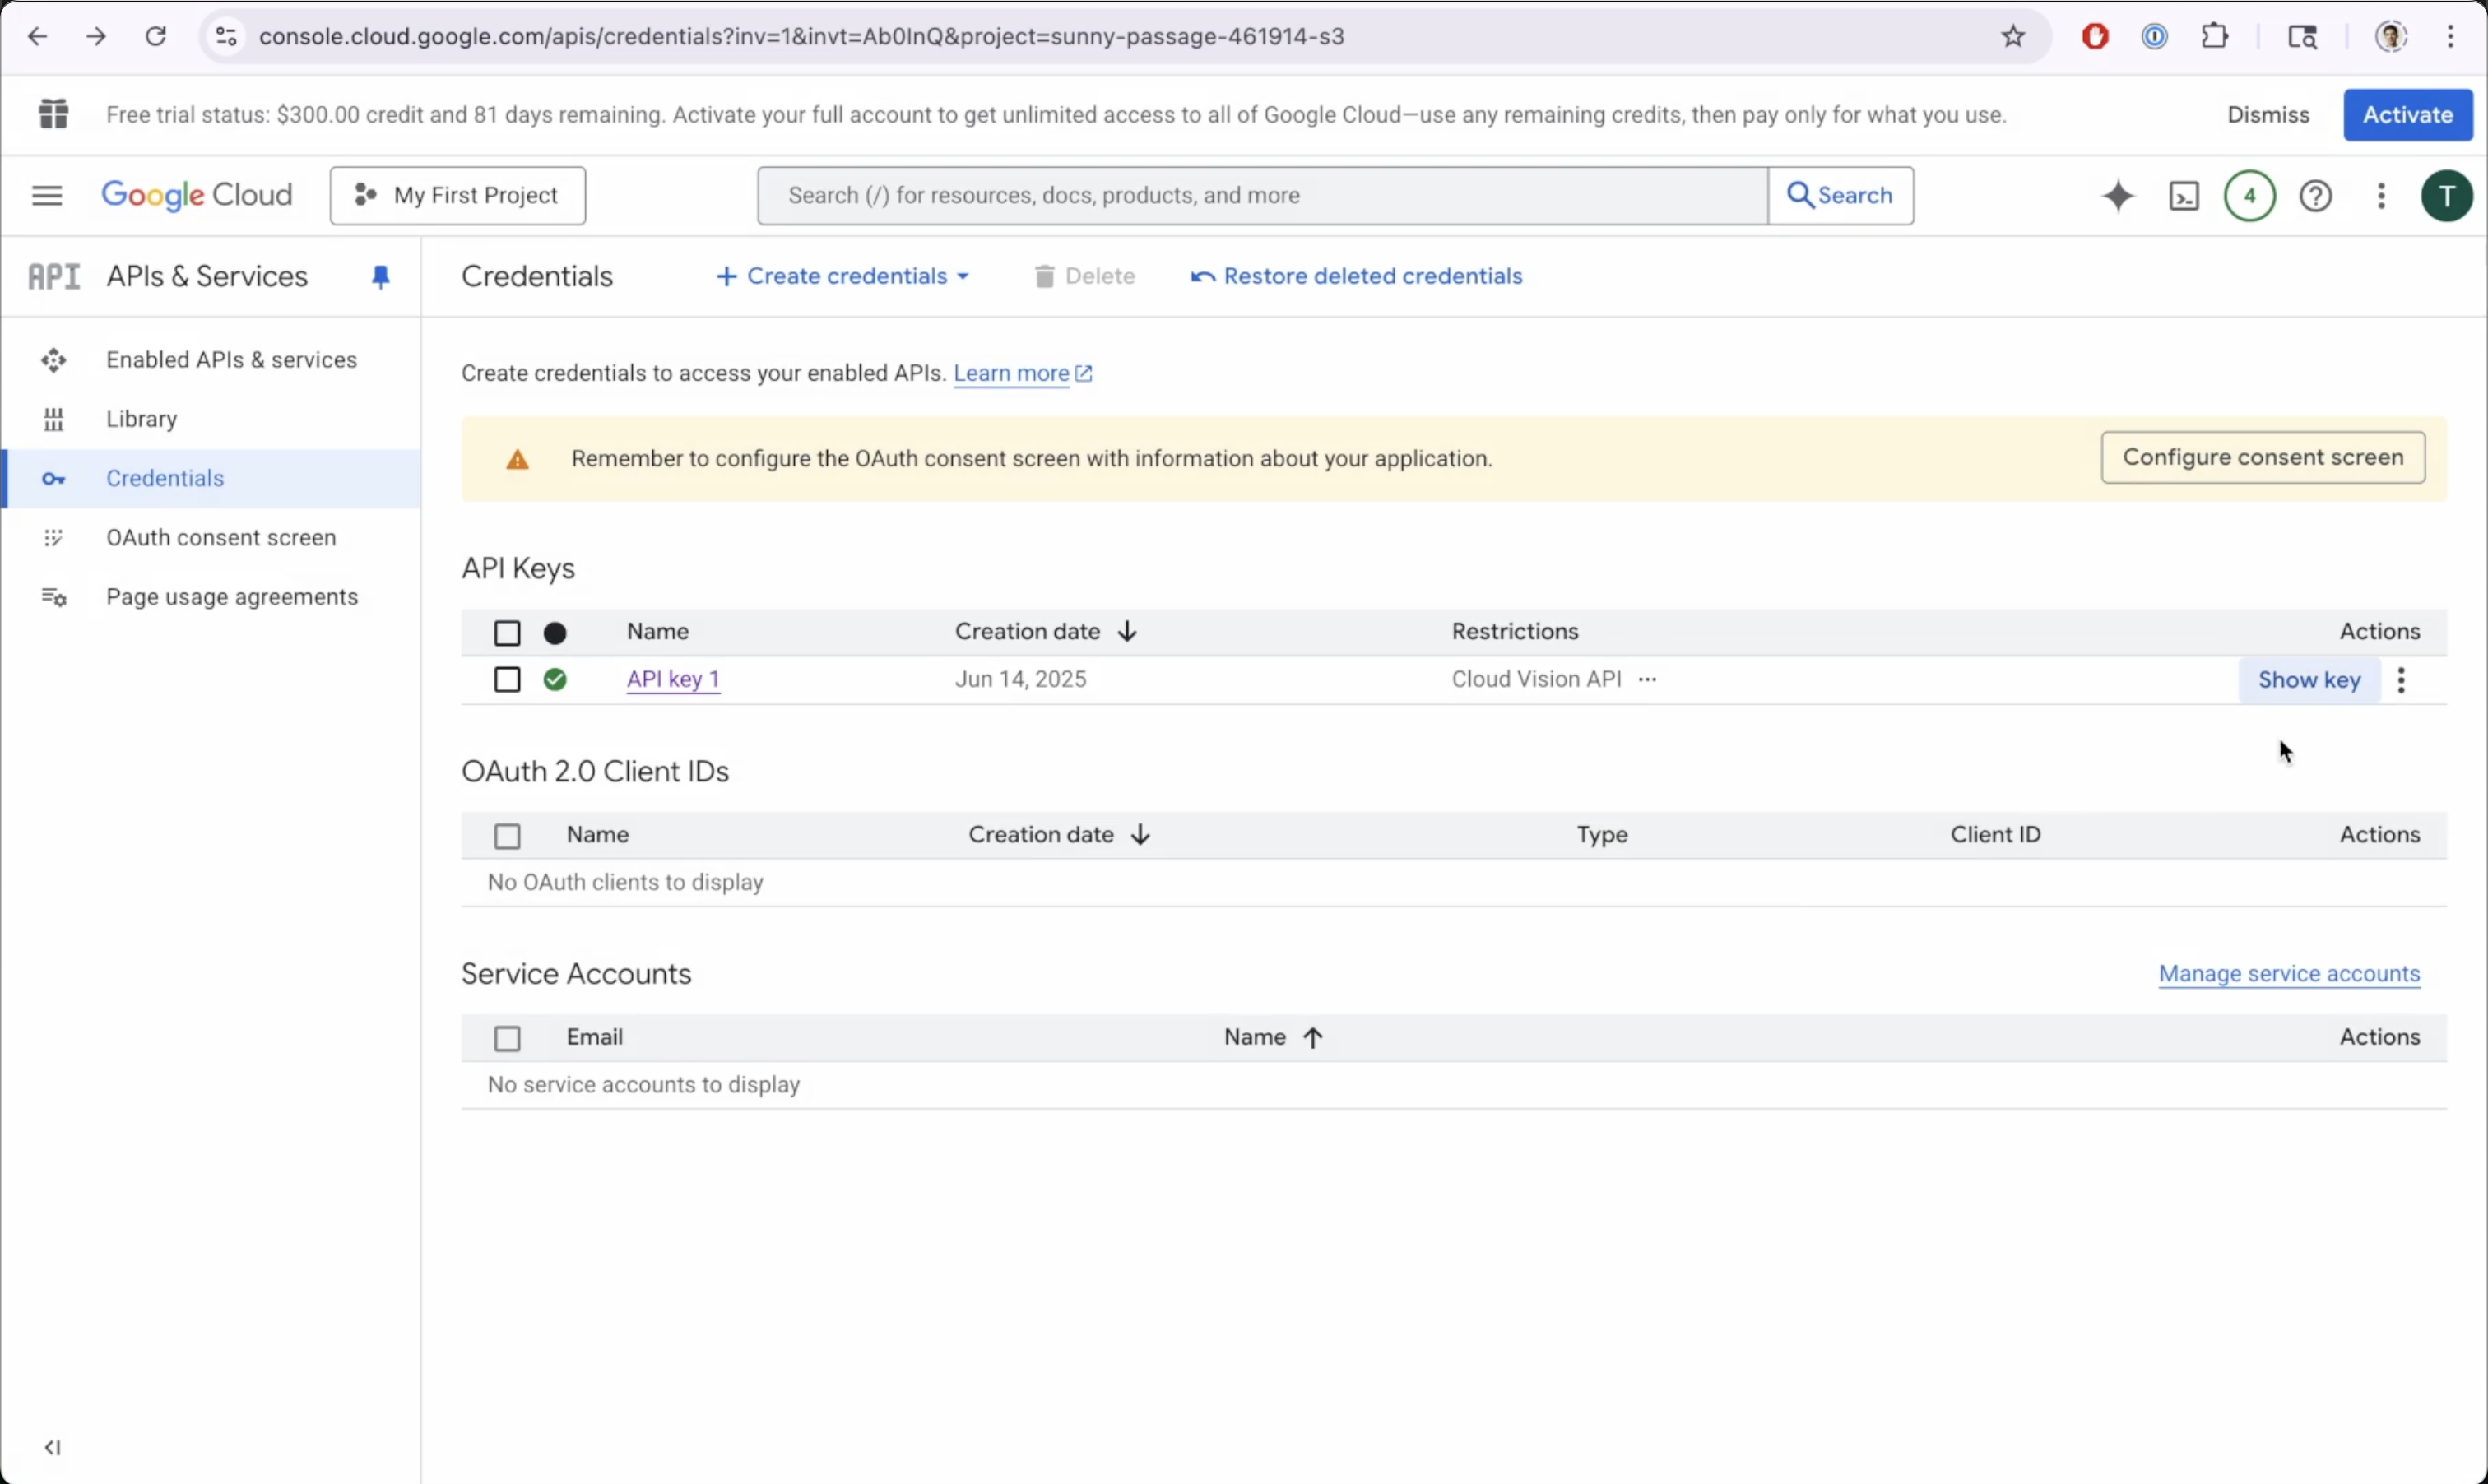 console.cloud.google.com/apis/credentials?inv=1&invt=Ab0InQ&project=sunny-passage-461914-s3
Free trial status: $300.00 credit and 81 days remaining. Activate your full account to get unlimited access to all of Google Cloud—use any remaining credits, then pay only for what you use.
Dismiss
Activate
Google Cloud
My First Project
Search (/) for resources, docs, products, and more
Search
4
T
API APIs & Services
Credentials
Create credentials
Delete
Restore deleted credentials
Enabled APIs & services
Library
Credentials
OAuth consent screen
Page usage agreements
Create credentials to access your enabled APIs. Learn more
Remember to configure the OAuth consent screen with information about your application.
Configure consent screen
API Keys
Name Creation date Restrictions Actions
API key 1 Jun 14, 2025 Cloud Vision API ... Show key
OAuth 2.0 Client IDs
Name Creation date Type Client ID Actions
No OAuth clients to display
Service Accounts
Manage service accounts
Email Name Actions
No service accounts to display